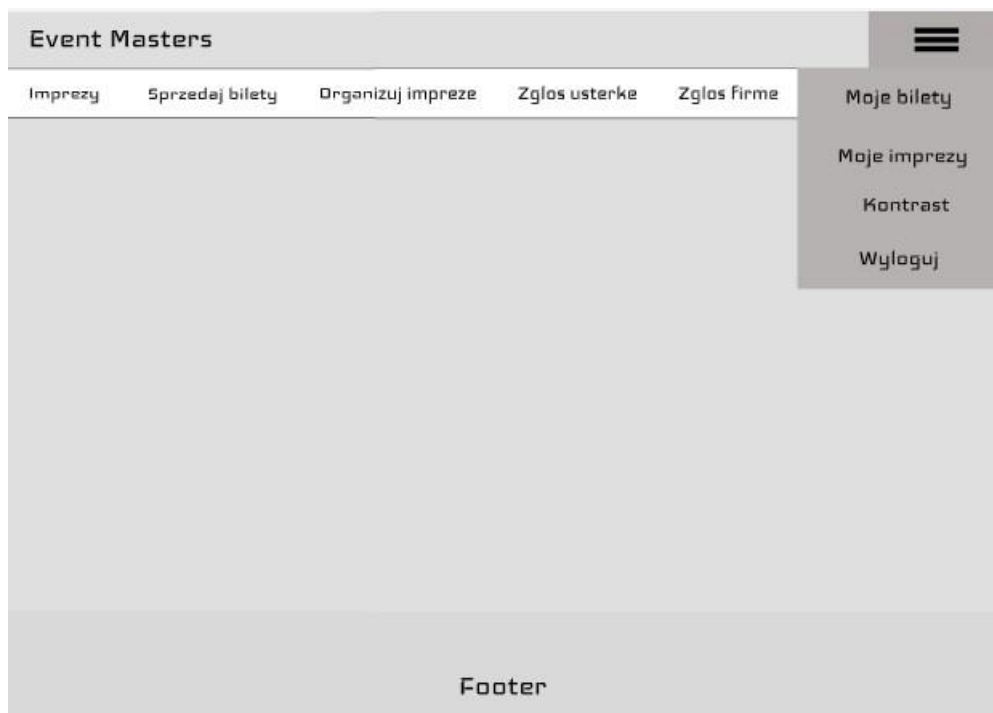 Event Masters
Imprezy Sprzedaj bilety Organizuj impreze Zglos usterke Zglos firme
Moje bilety
Moje imprezy
Kontrast
Wyloguj
Footer